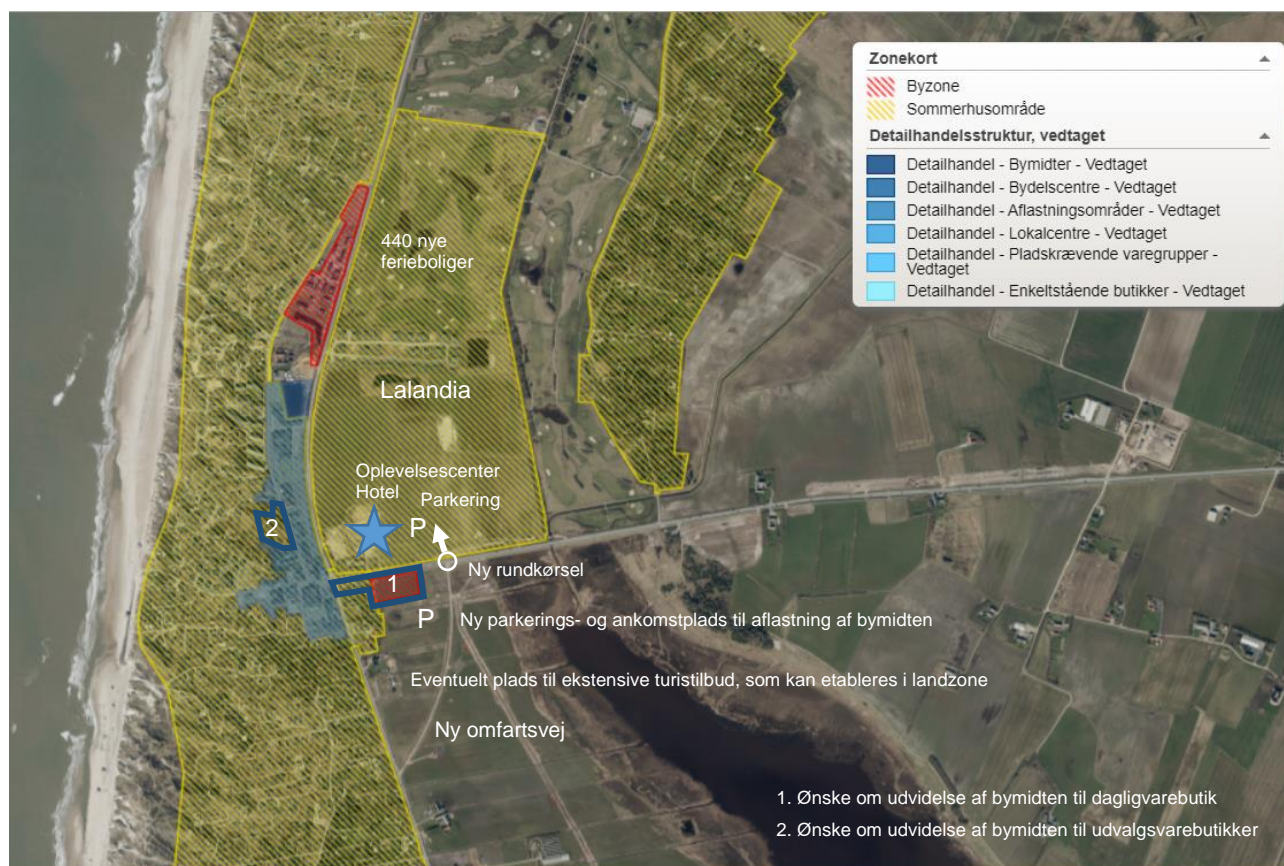 Zonekort
Byzone
Sommerhusområde
Detailhandelsstruktur, vedtaget
Detailhandel - Bymidter - Vedtaget
Detailhandel - Bydelscentre - Vedtaget
Detailhandel - Aflastningsområder - Vedtaget
Detailhandel - Lokalcentre - Vedtaget
Detailhandel - Pladskrævende varegrupper -
Vedtaget
Detailhandel - Enkeltstående butikker - Vedtaget
440 nye
ferieboliger
Lalandia
Oplevelsescenter
Hotel
Parkering
2
P
Ny rundkørsel
1
P
Ny parkerings- og ankomstplads til aflastning af bymidten
Eventuelt plads til ekstensive turistilbud, som kan etableres i landzone
Ny omfartsvej
1. Ønske om udvidelse af bymidten til dagligvarebutik
2. Ønske om udvidelse af bymidten til udvalgsvarebutikker